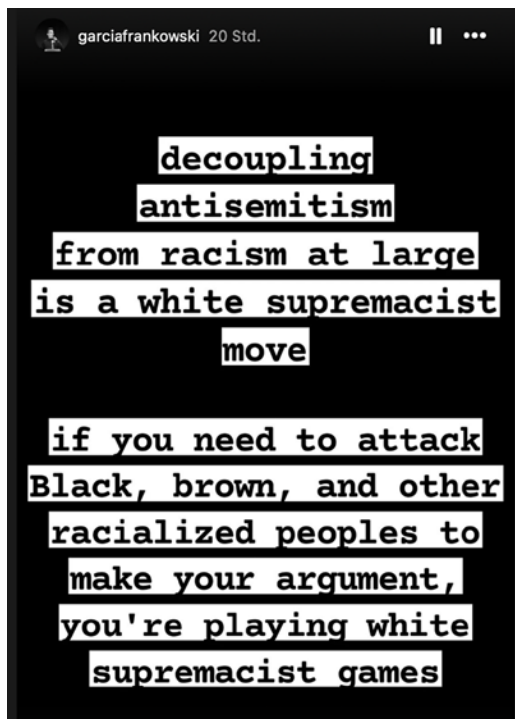 garciafrankowski 20 Std.
decoupling
antisemitism
from racism at large
is a white supremacist
move
if you need to attack
Black, brown, and other
racialized peoples to
make your argument,
you're playing white
supremacist games